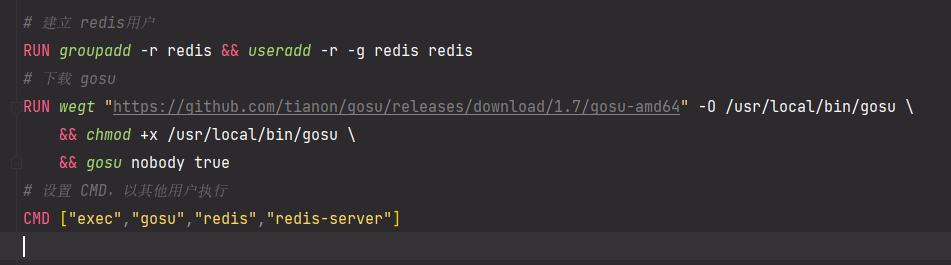 # 建立 redis用户
RUN groupadd -r redis && useradd -r -g redis redis
# 下载 gosu
RUN wegt "https://github.com/tianon/gosu/releases/download/1.7/gosu-amd64" -O /usr/local/bin/gosu \
&& chmod +x /usr/local/bin/gosu \
&& gosu nobody true
# 设置 CMD，以其他用户执行
CMD ["exec","gosu","redis","redis-server"]